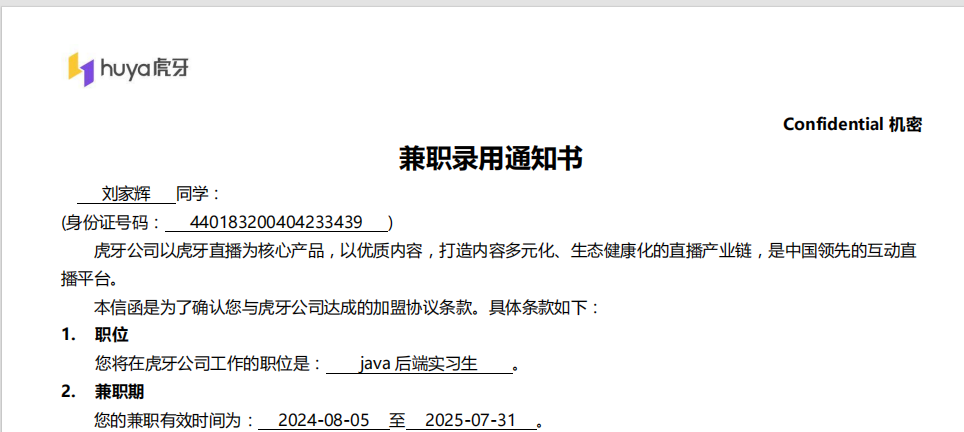 huya虎牙
Confidential 机密
兼职录用通知书
刘家辉 同学：
(身份证号码： 440183200404233439 )
虎牙公司以虎牙直播为核心产品，以优质内容，打造内容多元化、生态健康化的直播产业链，是中国领先的互动直
播平台。
本信函是为了确认您与虎牙公司达成的加盟协议条款。具体条款如下：
1. 职位
您将在虎牙公司工作的职位是： java 后端实习生 。
2. 兼职期
您的兼职有效时间为： 2024-08-05 至 2025-07-31 。